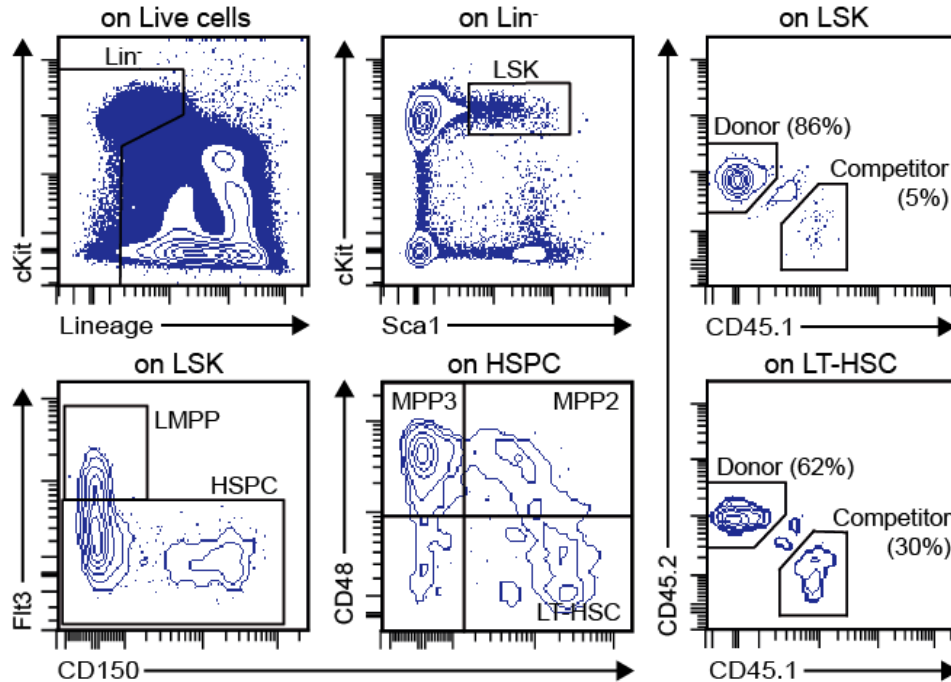 on Live cells
on Lin-
on LSK
Lin-
LSK
Donor (86%)
Competitor
(5%)
cKit
cKit
Lineage
Sca1
CD45.1
on LSK
on HSPC
on LT-HSC
LMPP
HSPC
MPP3
MPP2
LT-HSC
Donor (62%)
Competitor
(30%)
Flt3
CD48
CD45.2
CD150
CD45.1